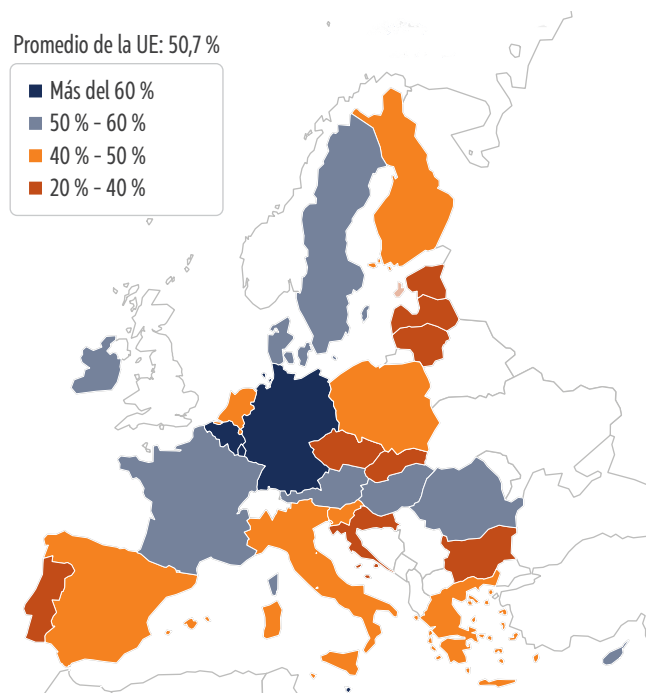 Promedio de la UE: 50,7 %
Más del 60 %
50 % – 60 %
40 % – 50 %
20 % – 40 %